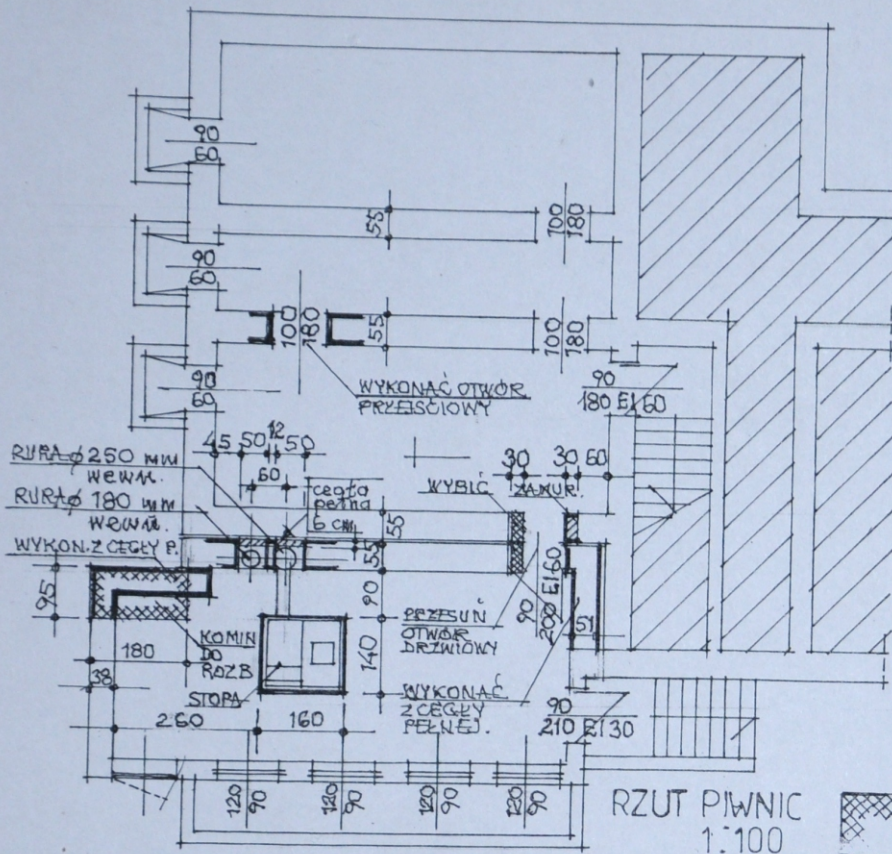 90
60
55
100
180
90
60
100
180
55
100
180
90
60
WYKONAĆ OTWÓR
PRZEJŚCIOWY
90
180 EI 60
45 50 12 50
60
RURA ϕ 250 mm
wewn.
RURA ϕ 180 mm
wewn.
WYKON. Z CEGŁY P.
cegła
pełna
6 cm
55
55
90
140
WYBIĆ
30
30 60
ZAMUR.
95
180
38
KOMIN
DO
ROZB
STOPA
260
160
PRZESUŃ
OTWÓR
DRZWIOWY
90
200 EI 60
51
WYKONAĆ
Z CEGŁY
PEŁNEJ.
90
210 EI 30
120
90
120
90
120
90
120
90
RZUT PIWNIC
1:100